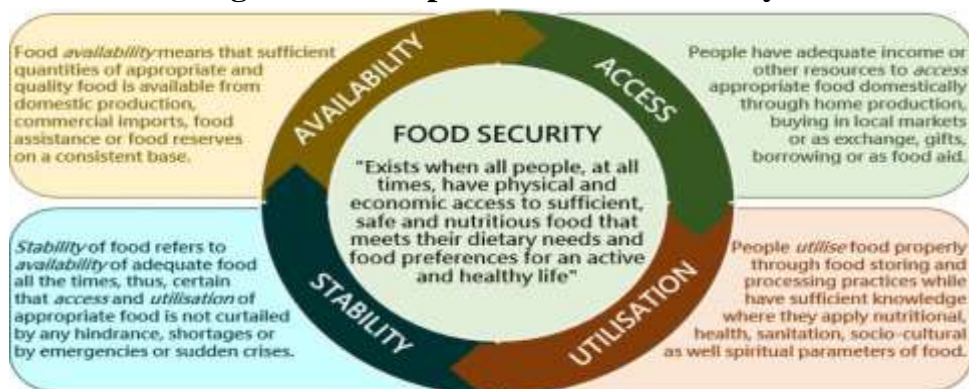 Food availability means that sufficient
quantities of appropriate and
quality food is available from
domestic production,
commercial imports, food
assistance or food reserves
on a consistent base.
AVAILABILITY
ACCESS
People have adequate income or
other resources to access
appropriate food domestically
through home production,
buying in local markets
or as exchange, gifts,
borrowing or as food aid.
FOOD SECURITY
"Exists when all people, at all
times, have physical and
economic access to sufficient,
safe and nutritious food that
meets their dietary needs and
food preferences for an active
and healthy life"
Stability of food refers to
availability of adequate food
all the times, thus, certain
that access and utilisation of
appropriate food is not curtailed
by any hindrance, shortages or
by emergencies or sudden crises.
STABILITY
UTILISATION
People utilise food properly
through food storing and
processing practices while
have sufficient knowledge
where they apply nutritional,
health, sanitation, socio-cultural
as well spiritual parameters of food.